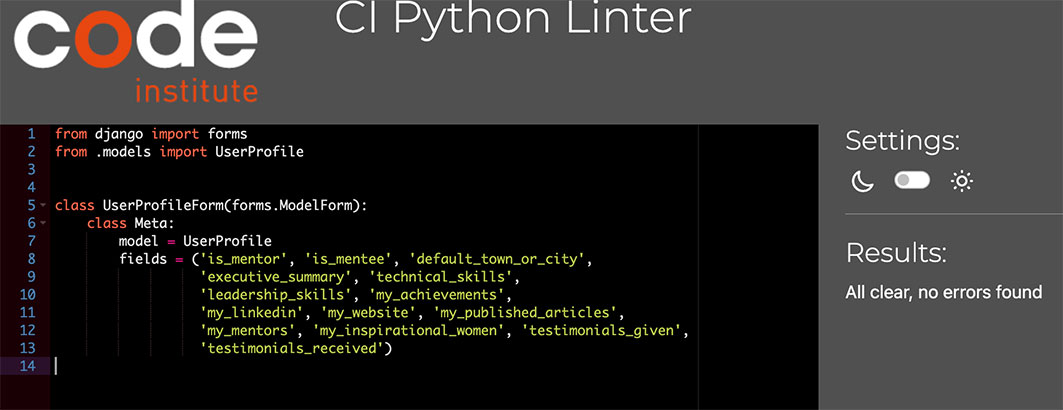 code
institute
CI Python Linter
1 from django import forms
2 from .models import UserProfile
3
4
5 class UserProfileForm(forms.ModelForm):
6     class Meta:
7         model = UserProfile
8         fields = ('is_mentor', 'is_mentee', 'default_town_or_city',
9                   'executive_summary', 'technical_skills',
10                   'leadership_skills', 'my_achievements',
11                   'my_linkedin', 'my_website', 'my_published_articles',
12                   'my_mentors', 'my_inspirational_women', 'testimonials_given',
13                   'testimonials_received')
14
Settings:
Results:
All clear, no errors found